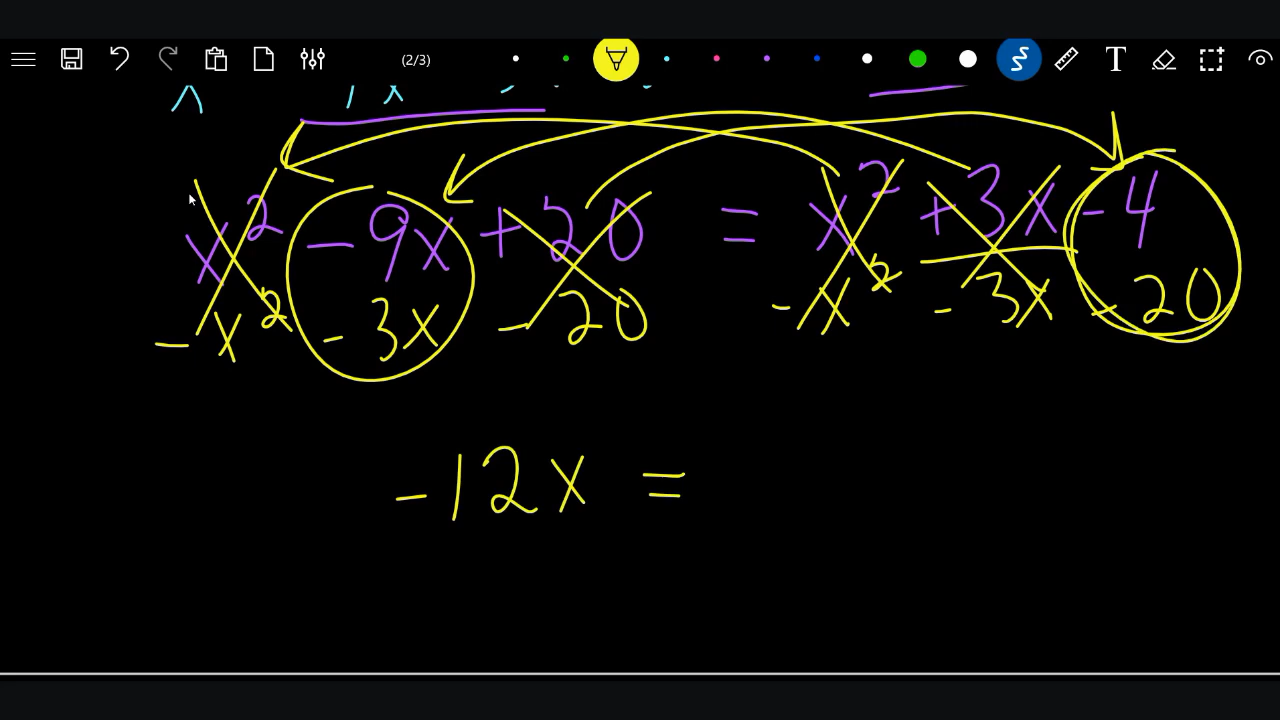 (2/3)
T
x² - 9x + 20 = x² + 3x - 4
- x² - 3x - 20 - x² - 3x - 20
-12x =